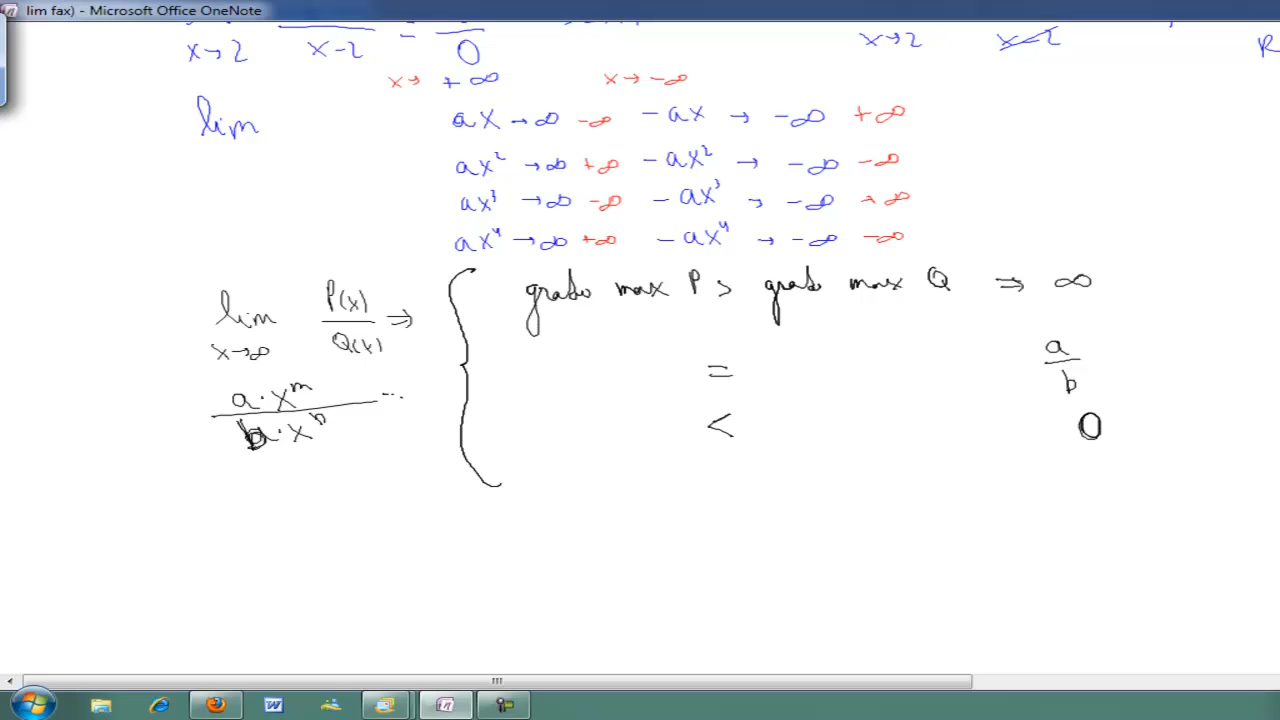 lim fax) - Microsoft Office OneNote
x→2 x-2 = 0 x→2 x-2 R
x→ +∞ x→ -∞
lim ax →∞ -∞ -ax → -∞ +∞
ax² →∞ +∞ -ax² → -∞ -∞
ax³ →∞ -∞ -ax³ → -∞ +∞
ax⁴ →∞ +∞ -ax⁴ → -∞ -∞
grado max P > grado max Q ⇒ ∞
lim x→∞ P(x)/Q(x) ⇒ {
= a/b
a·x^m ...
b·x^n
< 0